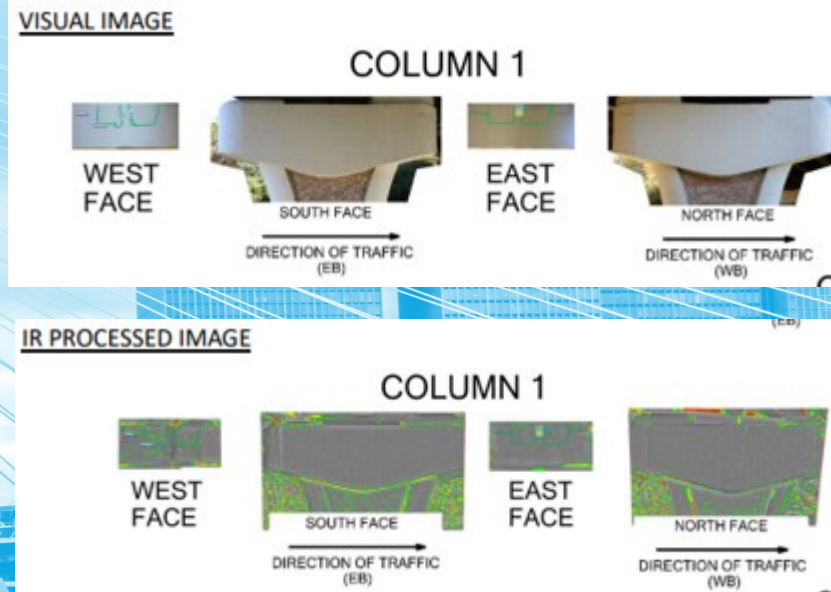 VISUAL IMAGE
COLUMN 1
WEST
FACE
SOUTH FACE
DIRECTION OF TRAFFIC
(EB)
EAST
FACE
NORTH FACE
DIRECTION OF TRAFFIC
(WB)
(EB)
IR PROCESSED IMAGE
COLUMN 1
WEST
FACE
SOUTH FACE
DIRECTION OF TRAFFIC
(EB)
EAST
FACE
NORTH FACE
DIRECTION OF TRAFFIC
(WB)